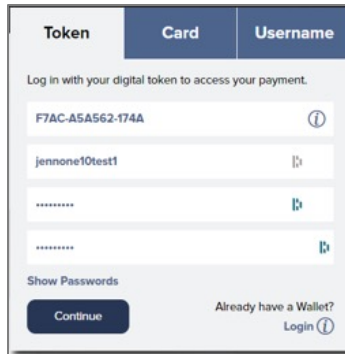 Token Card Username
Log in with your digital token to access your payment.
F7AC-A5A562-174A
jennone10test1
•••••••••
•••••••••
Show Passwords
Continue
Already have a Wallet?
Login